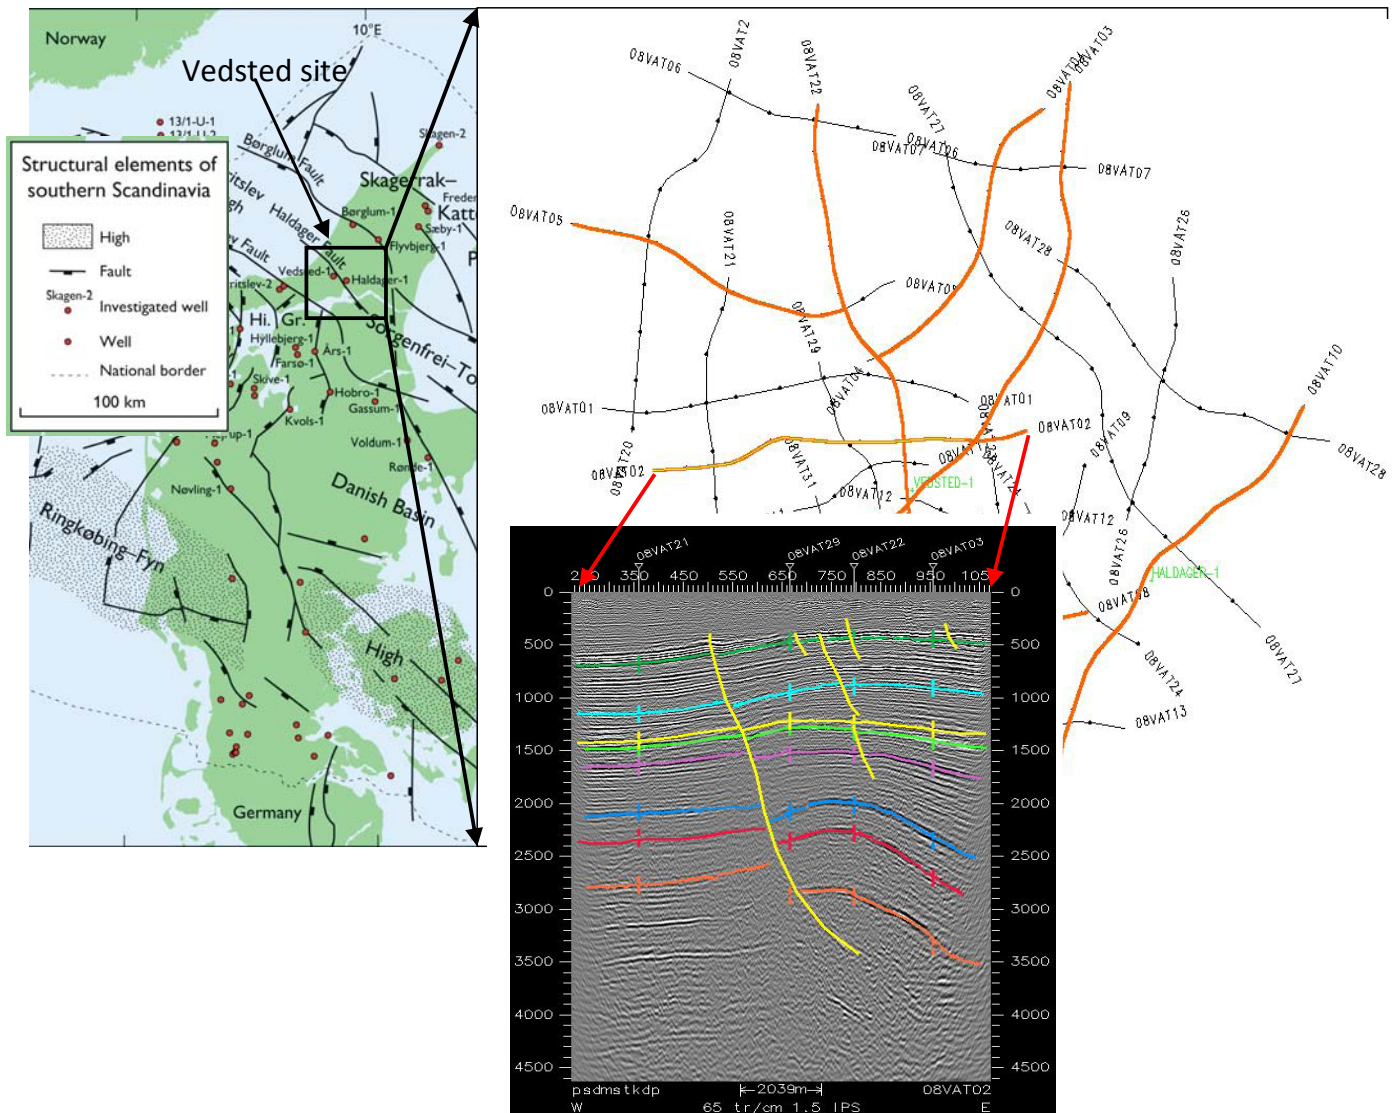 Norway
10°E
Vedsted site
13/1-U-1
13/1-U-2
Skagen-2
Børglum Fault
Skagerrak–
Haldager Fault
Børglum-1
Sæby-1
Flyvbjerg-1
Vedsted-1
Haldager-1
Sorgenfrei–To
Hi. Gr.
Hyllebjerg-1
Farsø-1
Års-1
Skive-1
Hobro-1
Kvols-1
Gassum-1
Voldum-1
Rønde-1
Nøvling-1
Danish Basin
Ringkøbing–Fyn
High
Germany
Structural elements of
southern Scandinavia
High
Fault
Skagen-2
Investigated well
Well
National border
100 km
08VAT06
08VAT2
08VAT22
08VAT27
08VAT03
08VAT06
08VAT07
08VAT07
08VAT05
08VAT21
08VAT28
08VAT26
08VAT05
08VAT29
08VAT04
08VAT10
08VAT01
08VAT01
08VAT02
08VAT02
08VAT20
08VAT31
08VAT09
08VAT28
08VAT12
VEDSTED-1
08VAT24
08VAT12
08VAT26
HALDAGER-1
08VAT08
08VAT24
08VAT27
08VAT13
08VAT21
08VAT29
08VAT22
08VAT03
350 450 550 650 750 850 950 105
0 0
500 500
1000 1000
1500 1500
2000 2000
2500 2500
3000 3000
3500 3500
4000 4000
4500 4500
psdmstkdp 2039m 08VAT02
W 65 tr/cm 1.5 IPS E